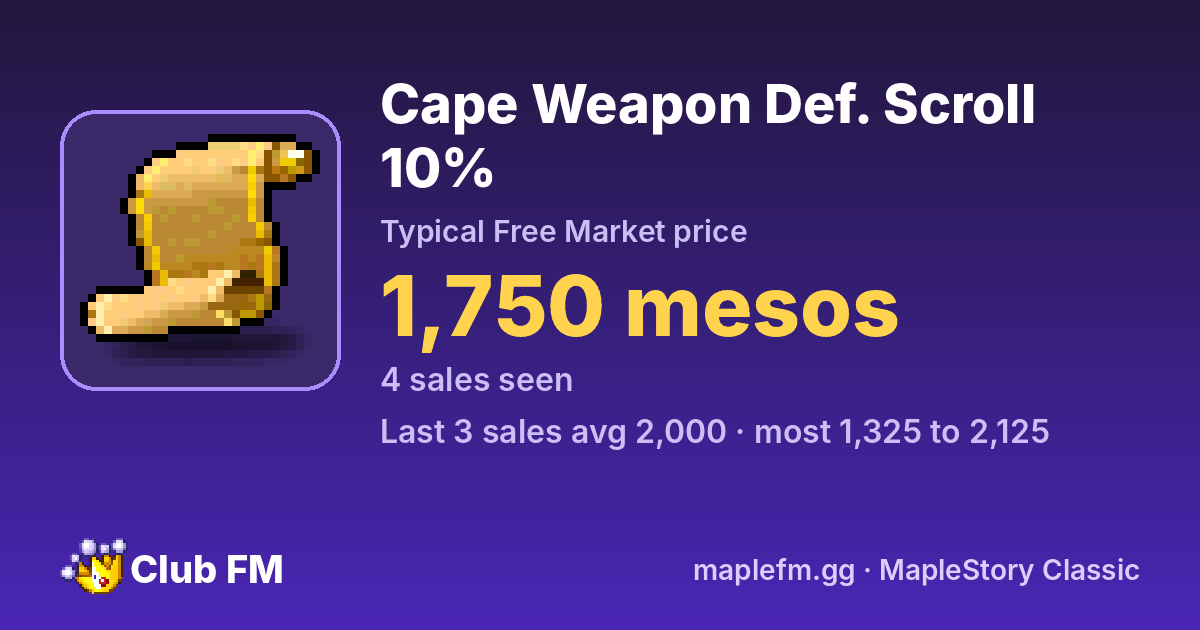 Cape Weapon Def. Scroll
10%
Typical Free Market price
1,750 mesos
4 sales seen
Last 3 sales avg 2,000 · most 1,325 to 2,125
Club FM
maplefm.gg · MapleStory Classic